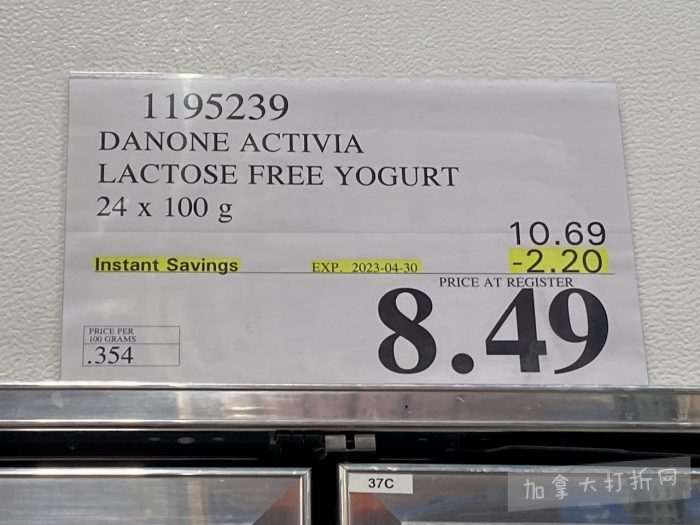 1195239
DANONE ACTIVIA
LACTOSE FREE YOGURT
24 x 100 g
10.69
Instant Savings EXP. 2023-04-30 -2.20
PRICE AT REGISTER
8.49
PRICE PER
100 GRAMS
.354
37C
加拿大打折网